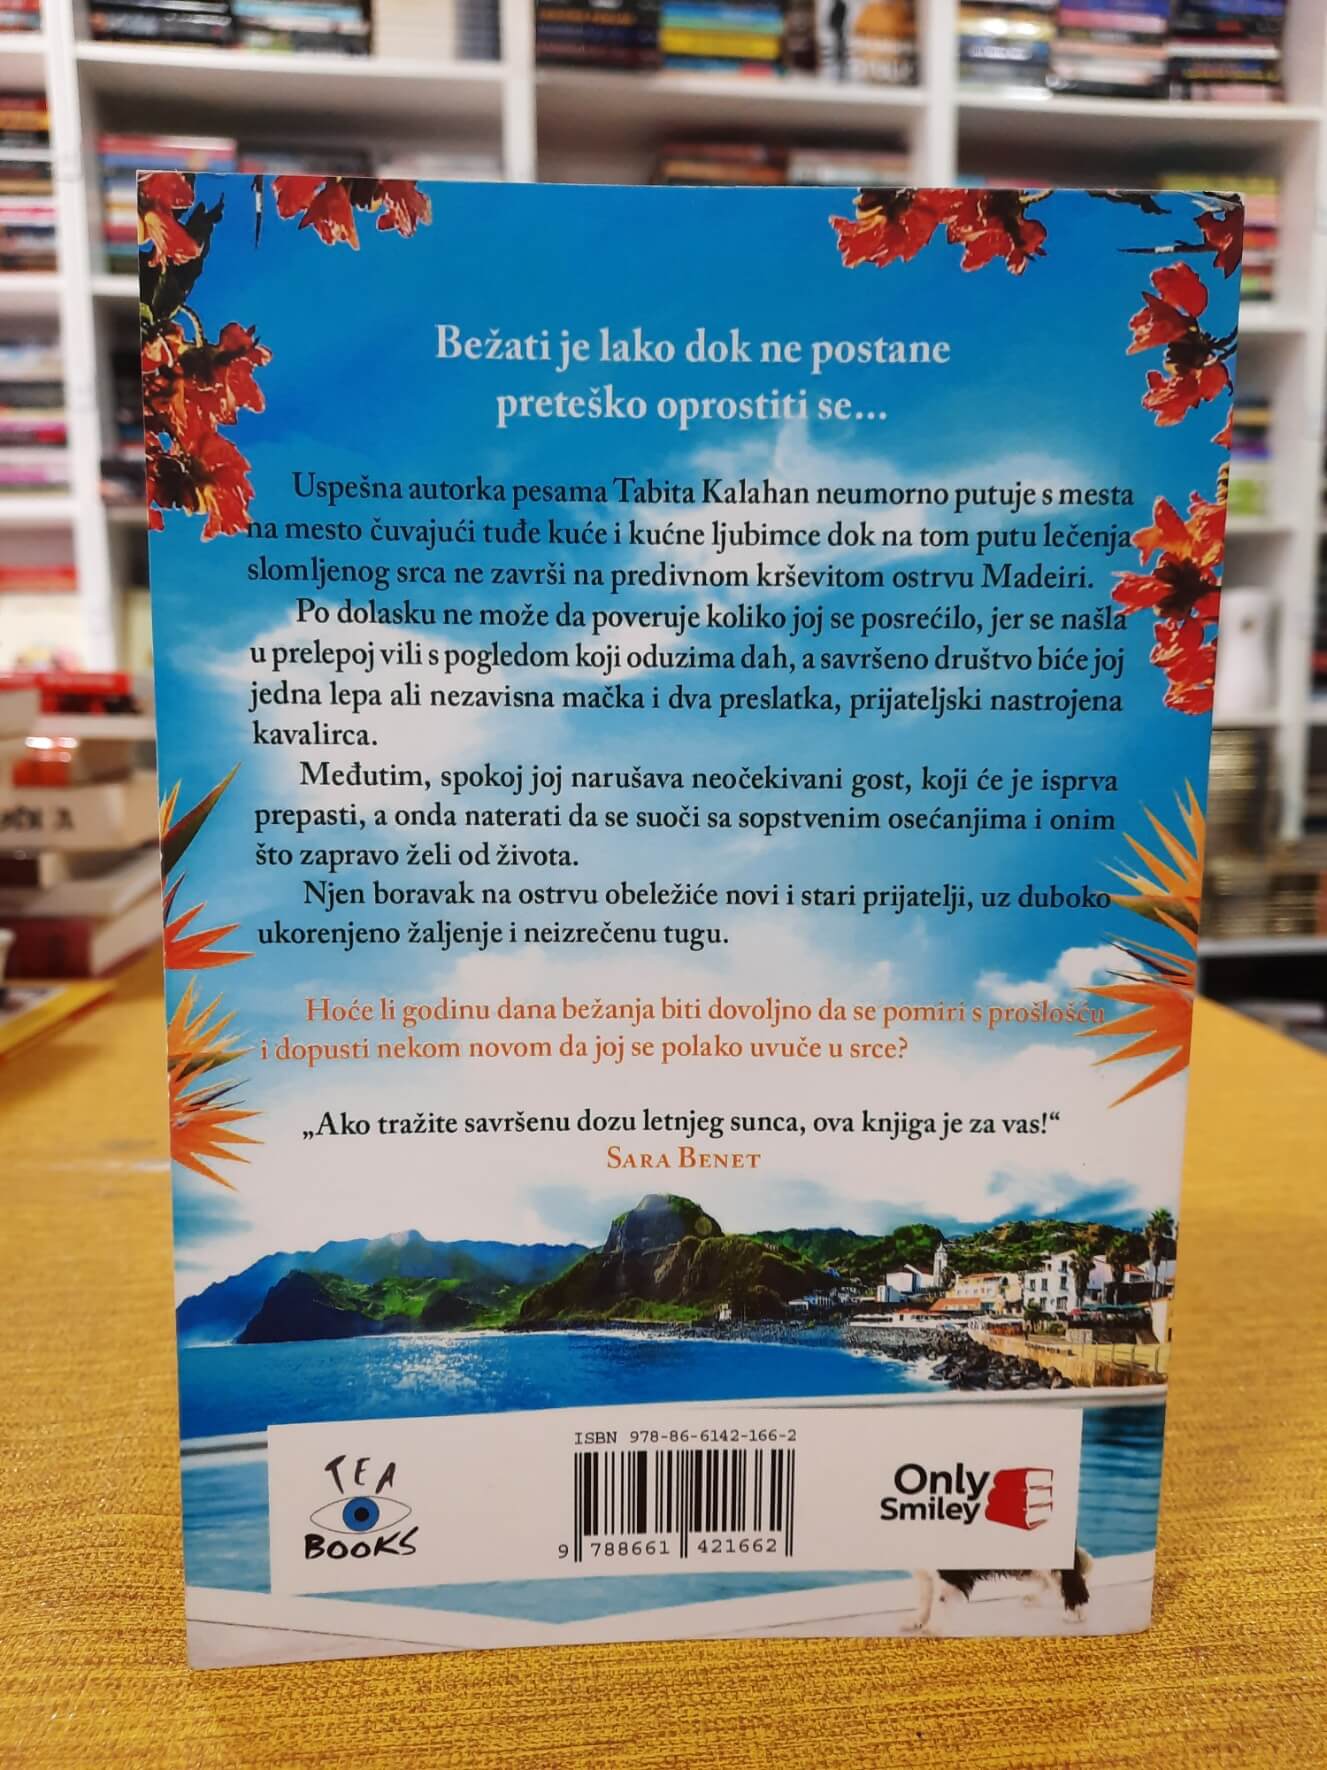 Bežati je lako dok ne postane
preteško oprostiti se...
Uspešna autorka pesama Tabita Kalahan neumorno putuje s mesta
na mesto čuvajući tuđe kuće i kućne ljubimce dok na tom putu lečenja
slomljenog srca ne završi na predivnom krševitom ostrvu Madeiri.
Po dolasku ne može da poveruje koliko joj se posrećilo, jer se našla
u prelepoj vili s pogledom koji oduzima dah, a savršeno društvo biće joj
jedna lepa ali nezavisna mačka i dva preslatka, prijateljski nastrojena
kavalirca.
Međutim, spokoj joj narušava neočekivani gost, koji će je isprva
prepasti, a onda naterati da se suoči sa sopstvenim osećanjima i onim
što zapravo želi od života.
Njen boravak na ostrvu obeležiće novi i stari prijatelji, uz duboko
ukorenjeno žaljenje i neizrečenu tugu.
Hoće li godinu dana bežanja biti dovoljno da se pomiri s prošlošću
i dopusti nekom novom da joj se polako uvuče u srce?
„Ako tražite savršenu dozu letnjeg sunca, ova knjiga je za vas!“
SARA BENET
ISBN 978-86-6142-166-2
TEA
BOOKS
Only
Smiley
9 788661 421662